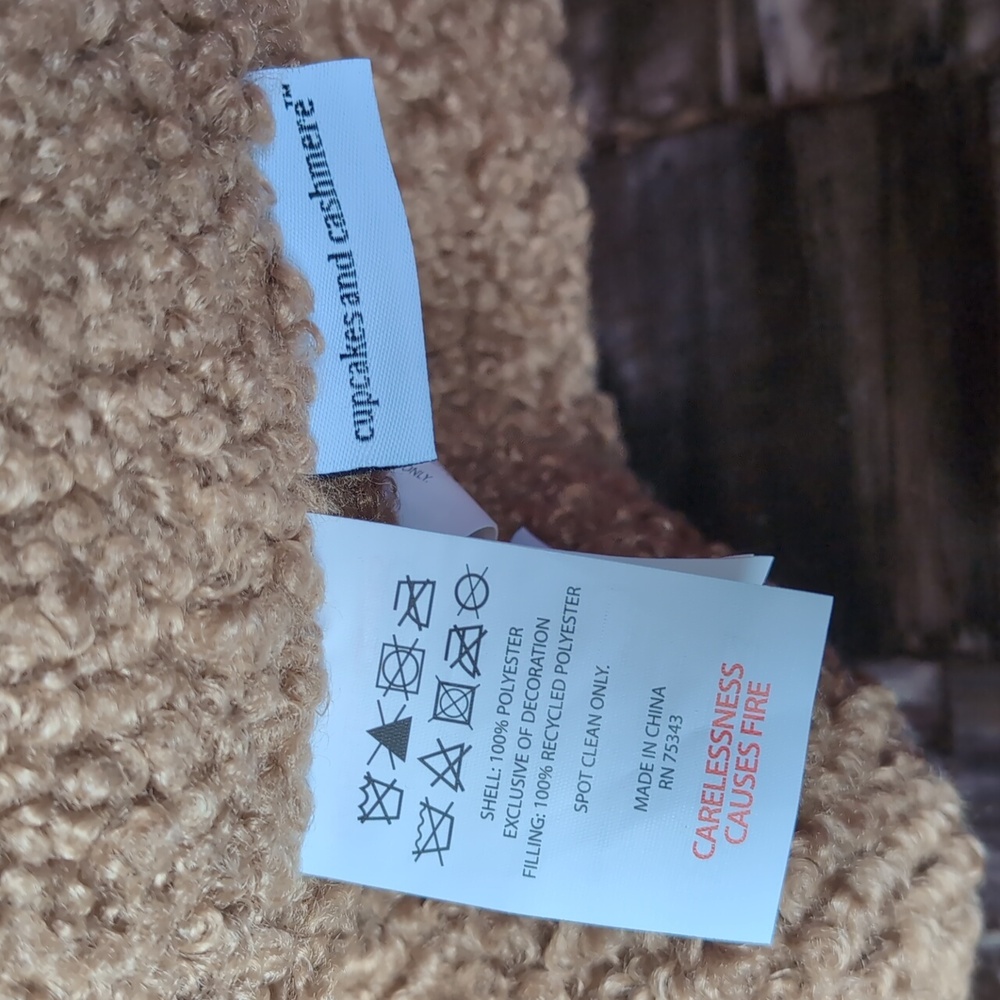 cupcakes and cashmere™
ONLY.
SHELL: 100% POLYESTER
EXCLUSIVE OF DECORATION
FILLING: 100% RECYCLED POLYESTER
SPOT CLEAN ONLY.
MADE IN CHINA
RN 75343
CARELESSNESS
CAUSES FIRE